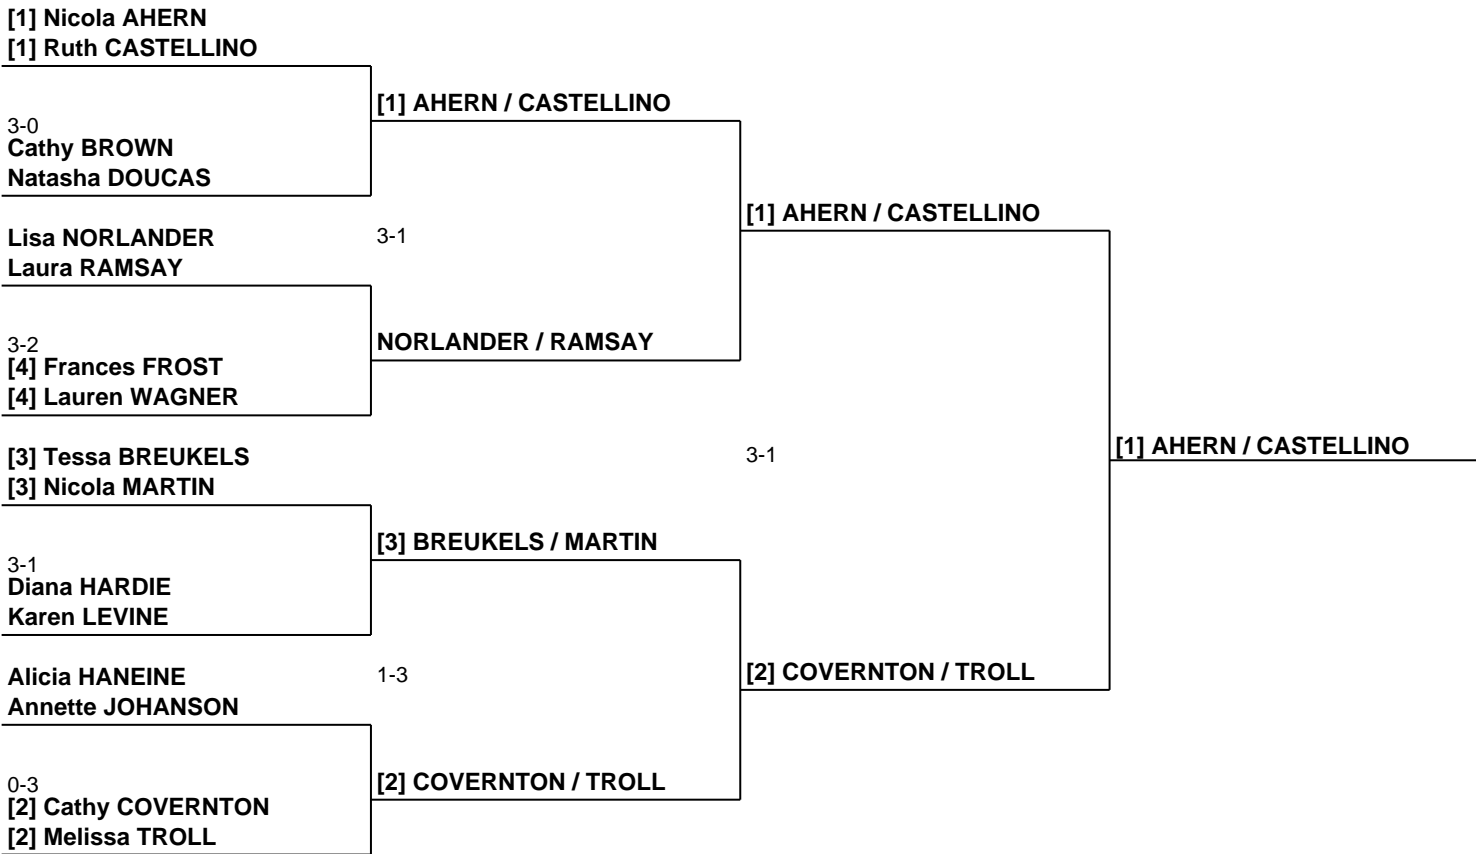 [1] Nicola AHERN
[1] Ruth CASTELLINO
[1] AHERN / CASTELLINO
3-0
Cathy BROWN
Natasha DOUCAS
[1] AHERN / CASTELLINO
Lisa NORLANDER
3-1
Laura RAMSAY
NORLANDER / RAMSAY
3-2
[4] Frances FROST
[4] Lauren WAGNER
[1] AHERN / CASTELLINO
[3] Tessa BREUKELS
3-1
[3] Nicola MARTIN
[3] BREUKELS / MARTIN
3-1
Diana HARDIE
Karen LEVINE
[2] COVERNTON / TROLL
Alicia HANEINE
1-3
Annette JOHANSON
[2] COVERNTON / TROLL
0-3
[2] Cathy COVERNTON
[2] Melissa TROLL